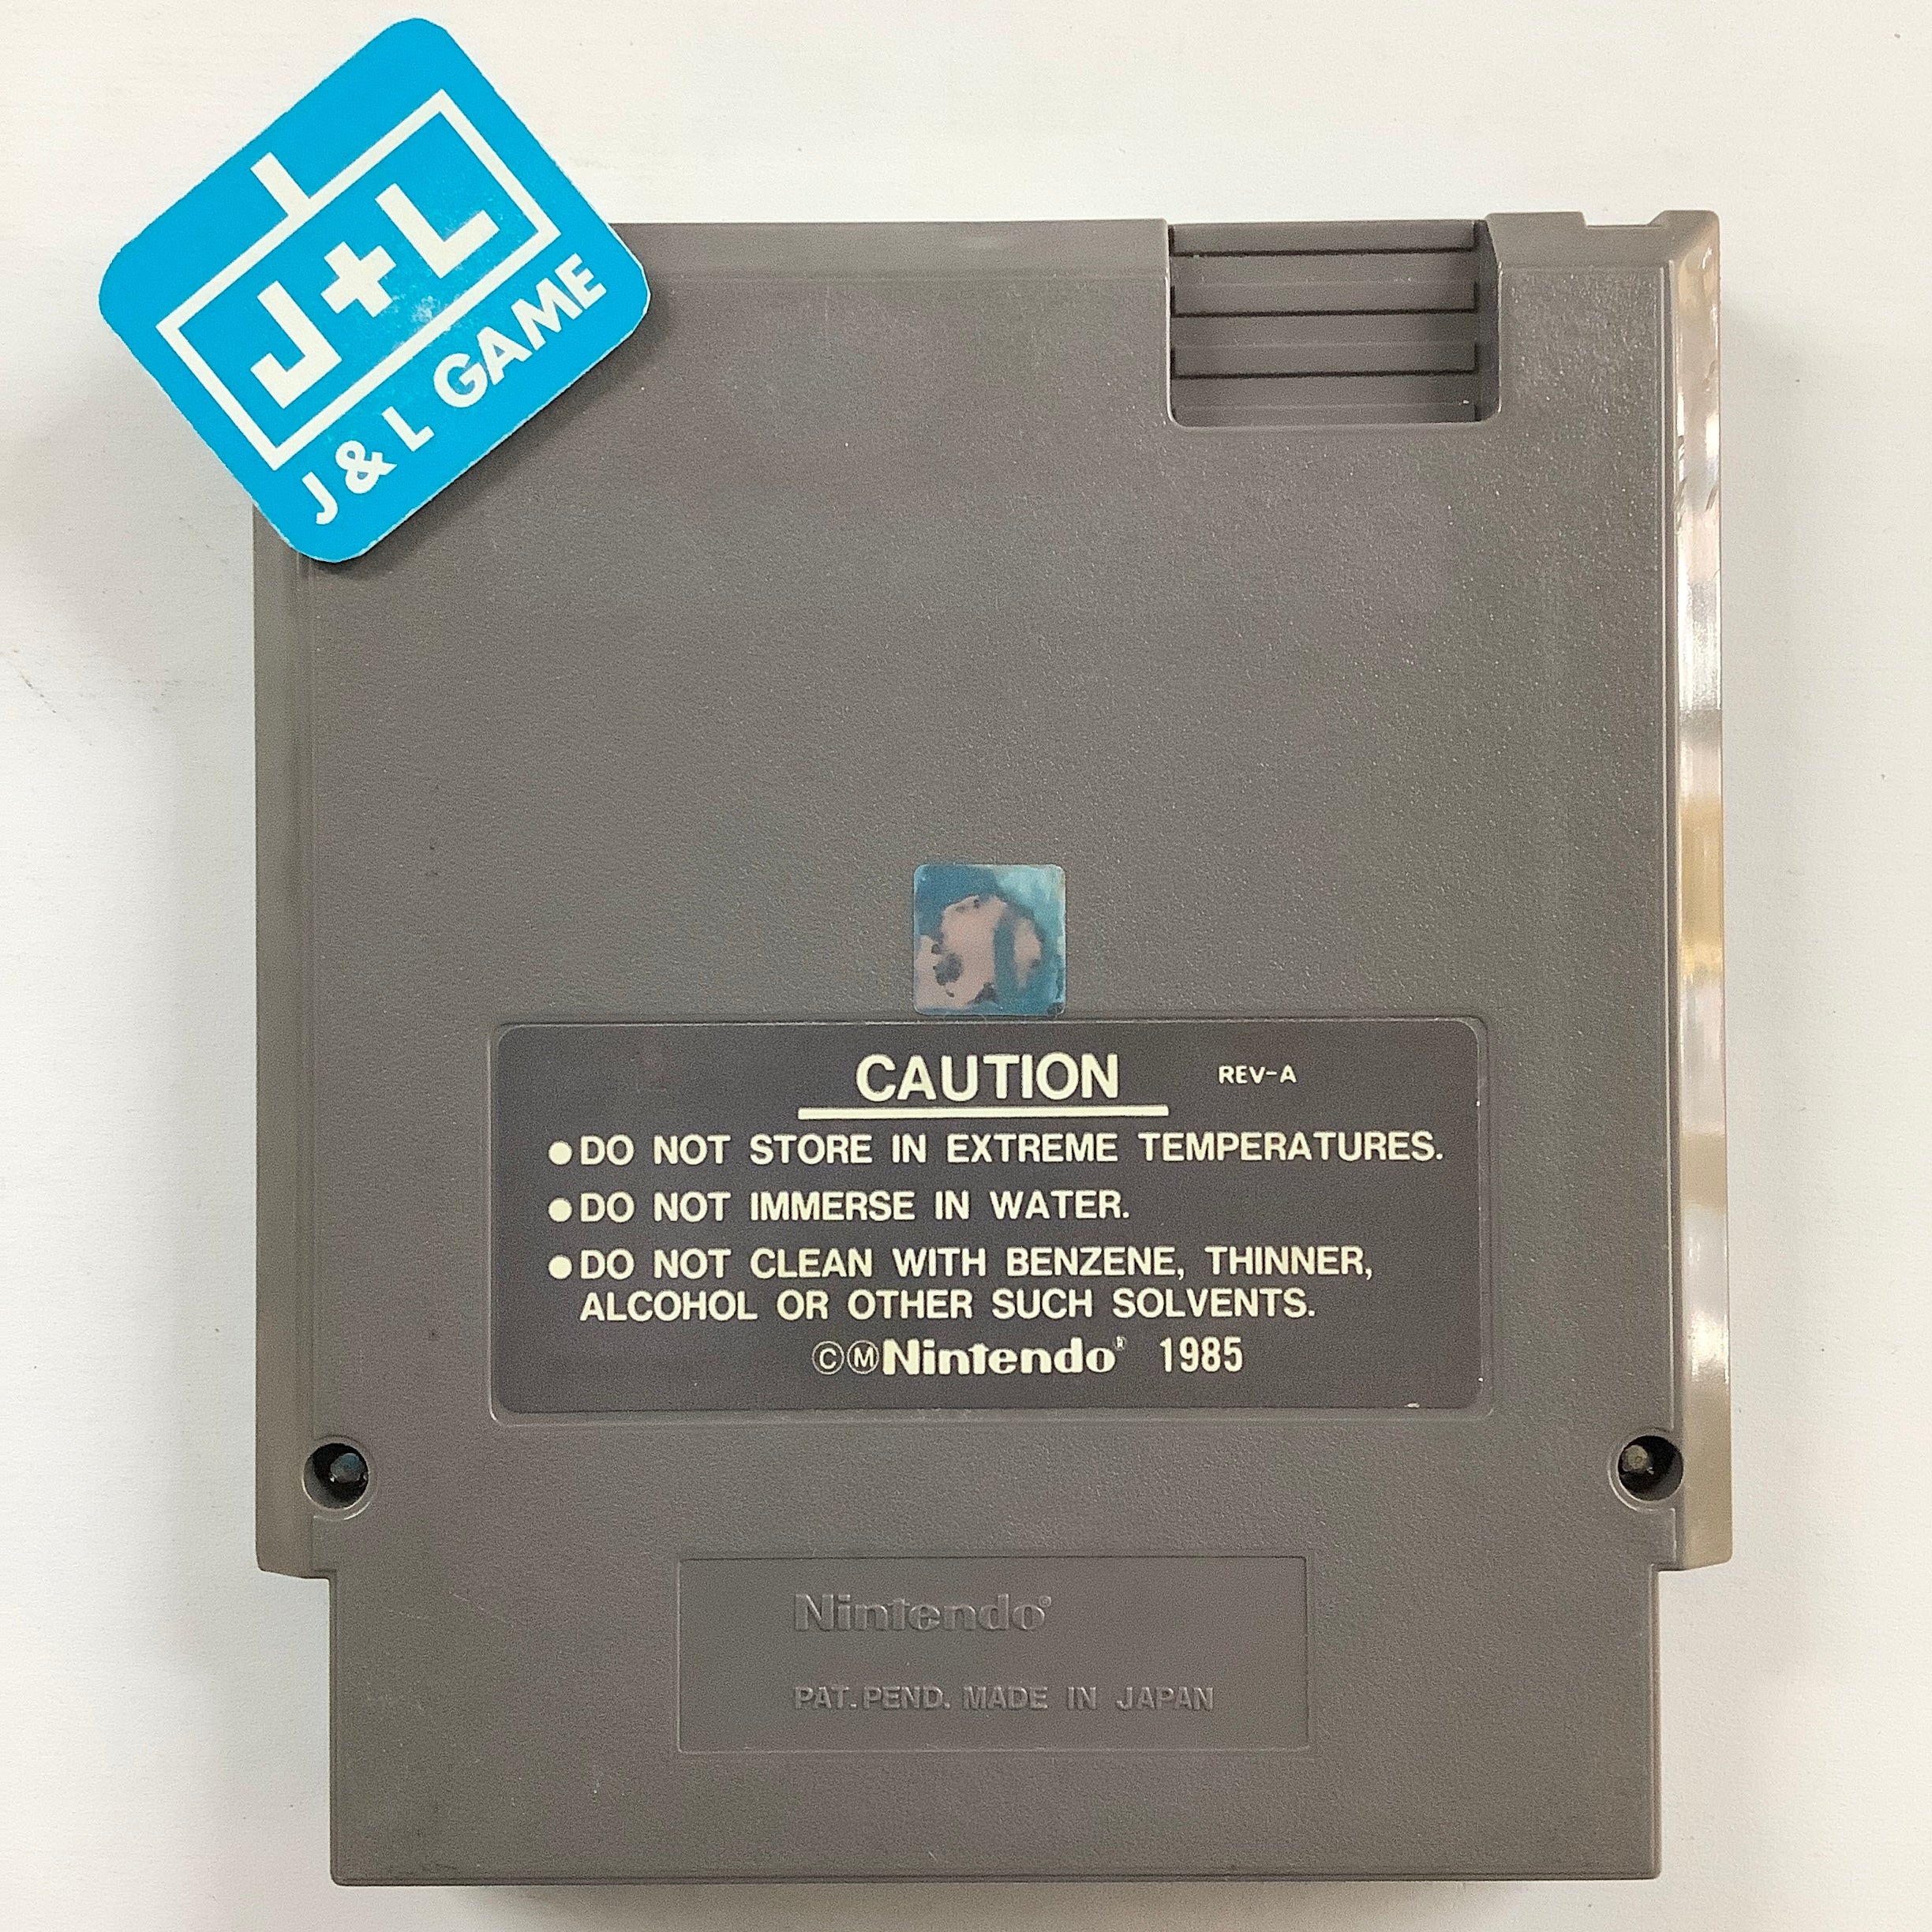 J+L
J & L GAME
CAUTION REV-A
●DO NOT STORE IN EXTREME TEMPERATURES.
●DO NOT IMMERSE IN WATER.
●DO NOT CLEAN WITH BENZENE, THINNER,
ALCOHOL OR OTHER SUCH SOLVENTS.
ⒸⓂNintendo® 1985
Nintendo®
PAT. PEND. MADE IN JAPAN